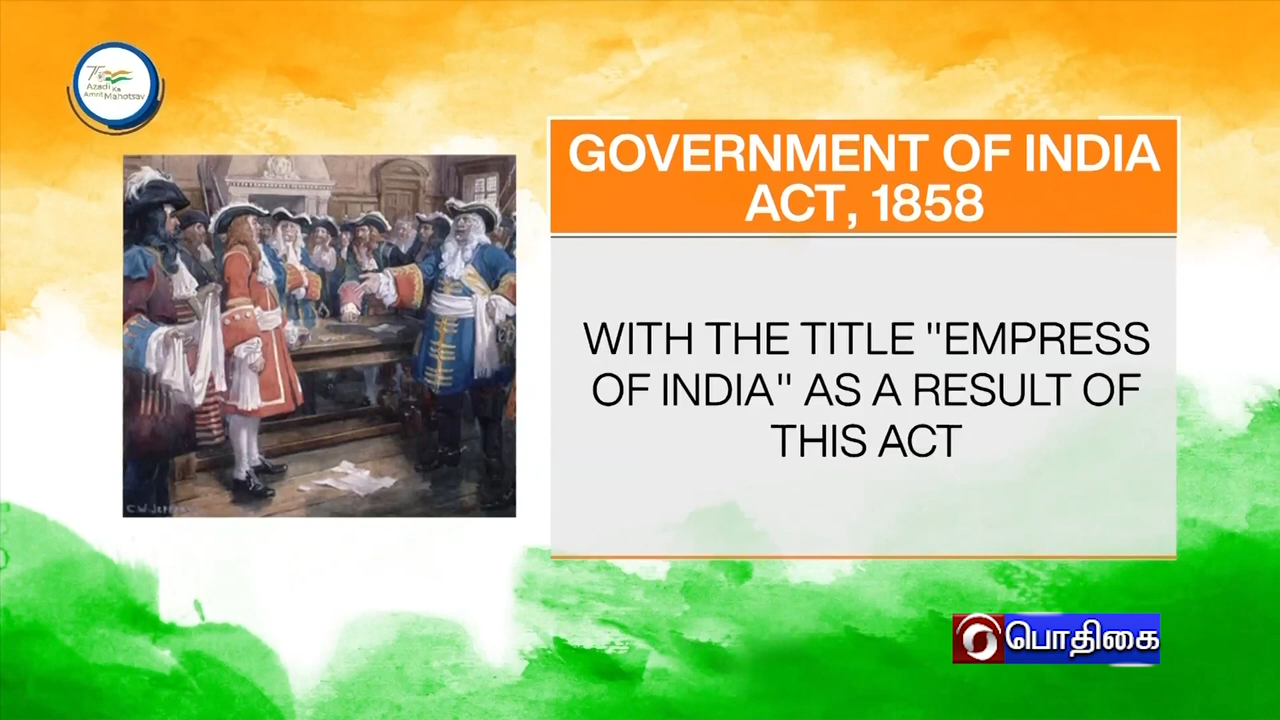 75
Azadi
Ka
Amrit Mahotsav
GOVERNMENT OF INDIA
ACT, 1858
WITH THE TITLE "EMPRESS
OF INDIA" AS A RESULT OF
THIS ACT
பொதிகை